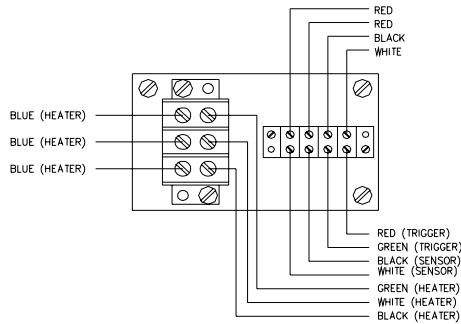 RED
RED
BLACK
WHITE
BLUE (HEATER)
BLUE (HEATER)
BLUE (HEATER)
RED (TRIGGER)
GREEN (TRIGGER)
BLACK (SENSOR)
WHITE (SENSOR)
GREEN (HEATER)
WHITE (HEATER)
BLACK (HEATER)